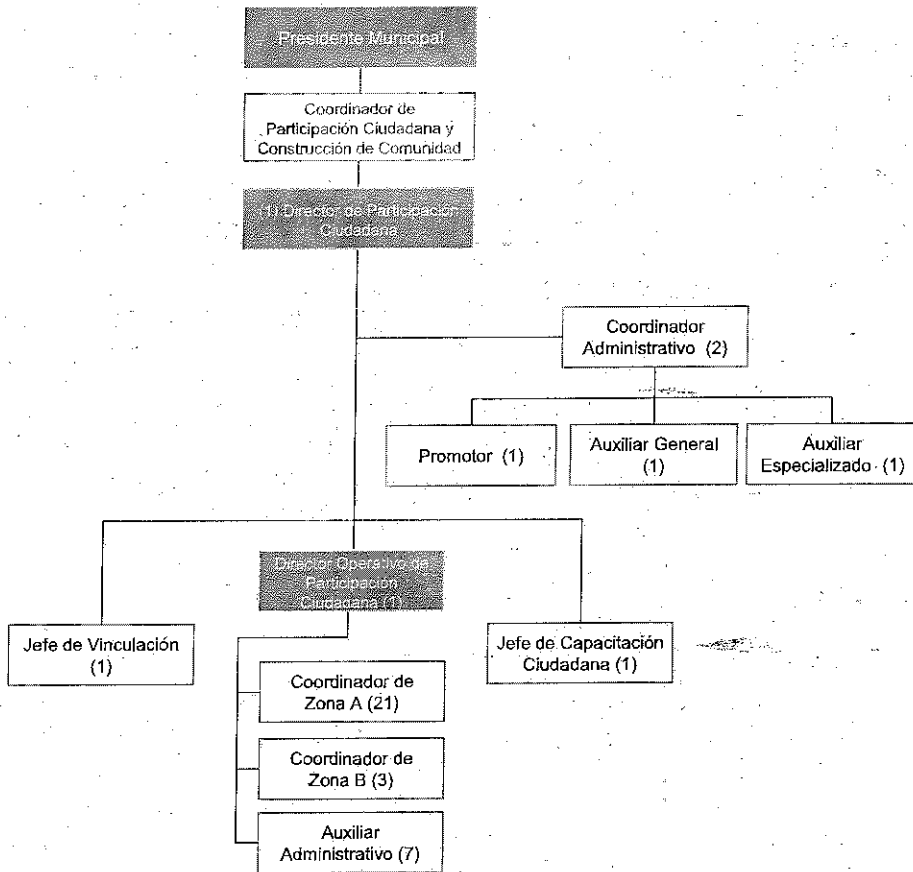 Presidente Municipal
Coordinador de
Participación Ciudadana y
Construcción de Comunidad
(1) Director de Participación
Ciudadana
Coordinador
Administrativo (2)
Promotor (1)
Auxiliar General
(1)
Auxiliar
Especializado (1)
Director Operativo de
Participación
Ciudadana (1)
Jefe de Vinculación
(1)
Jefe de Capacitación
Ciudadana (1)
Coordinador de
Zona A (21)
Coordinador de
Zona B (3)
Auxiliar
Administrativo (7)